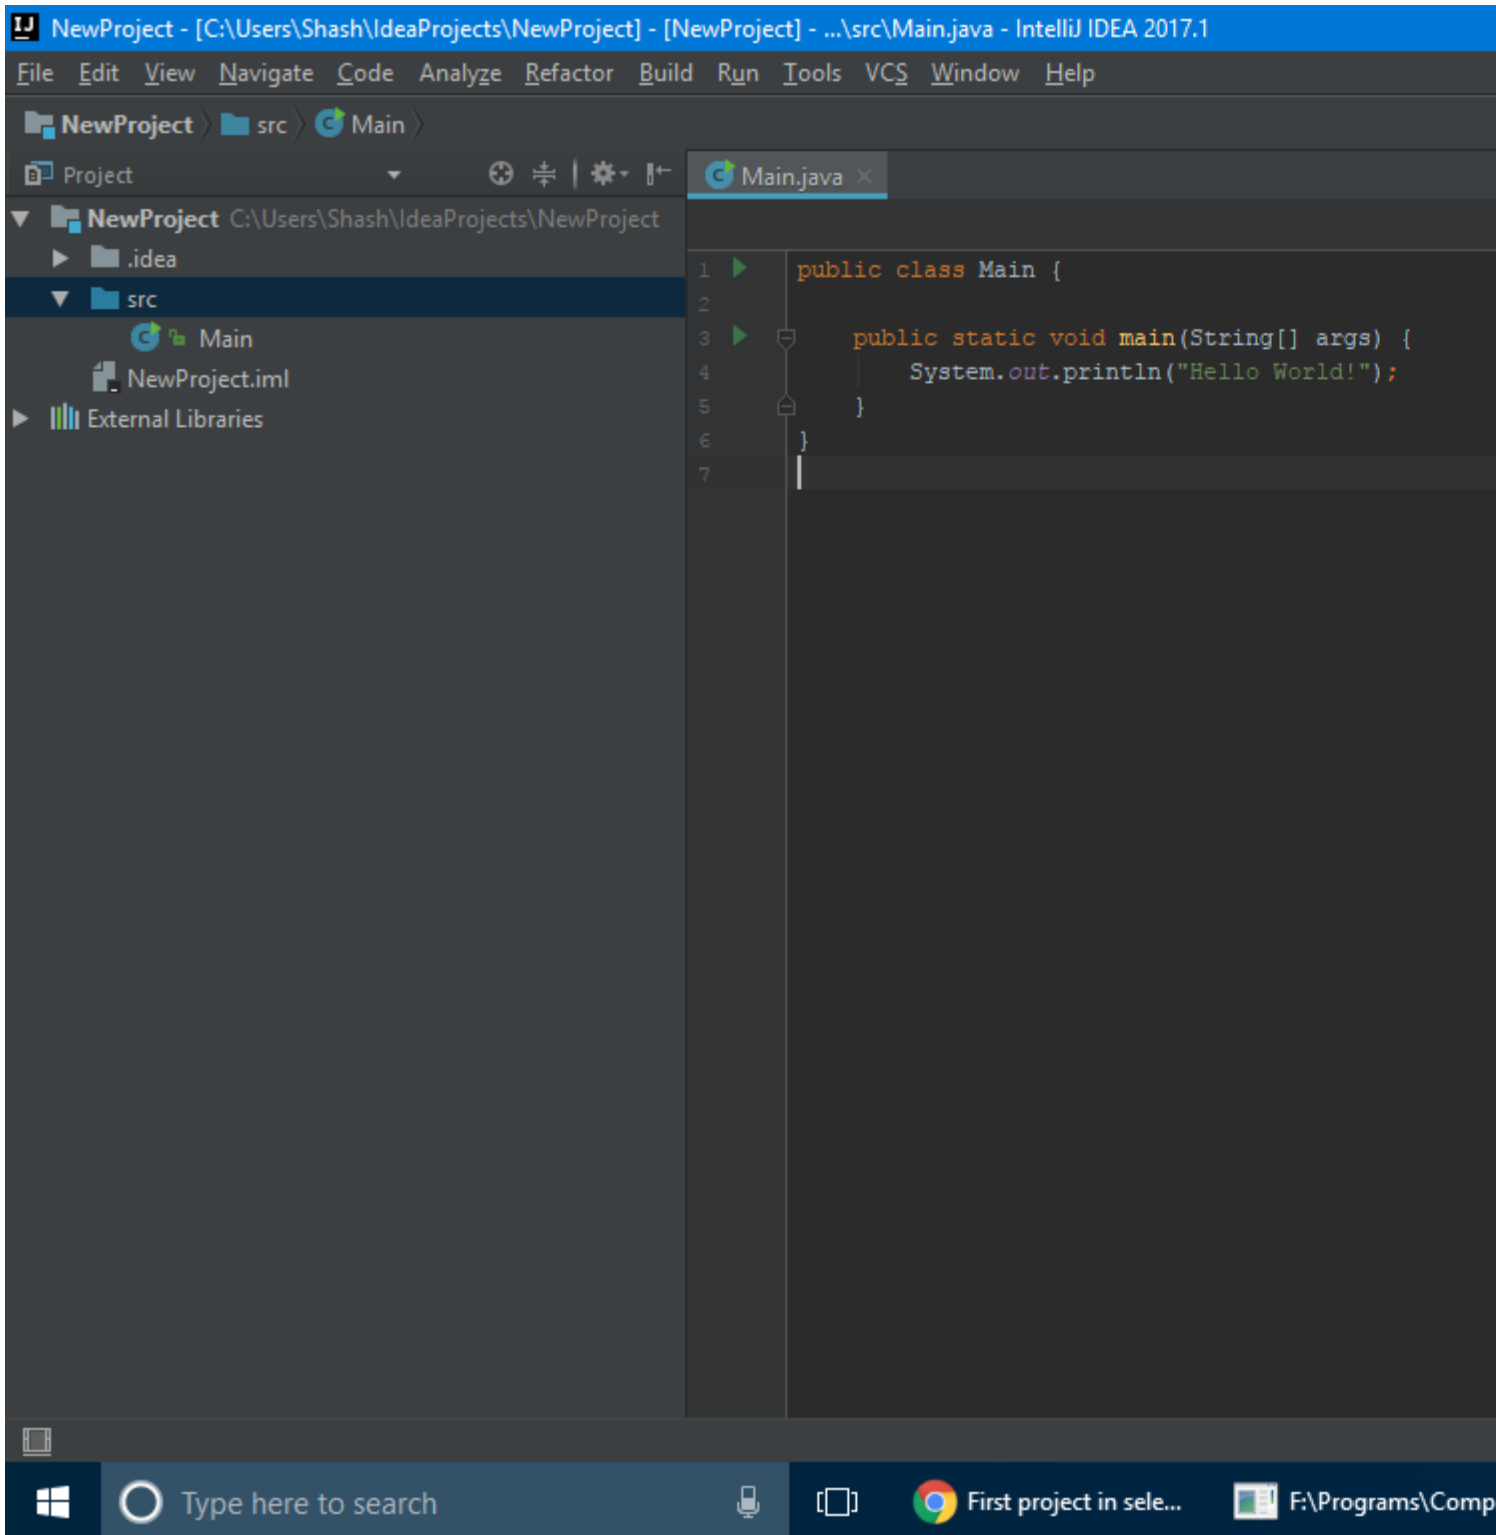 IJ NewProject - [C:\Users\Shash\IdeaProjects\NewProject] - [NewProject] - ...\src\Main.java - IntelliJ IDEA 2017.1
File Edit View Navigate Code Analyze Refactor Build Run Tools VCS Window Help
NewProject src C Main
Project
C Main.java ×
NewProject C:\Users\Shash\IdeaProjects\NewProject
.idea
src
C Main
NewProject.iml
External Libraries
1 public class Main {
2
3 public static void main(String[] args) {
4 System.out.println("Hello World!");
5 }
6 }
7
Type here to search
First project in sele...
F:\Programs\Comp